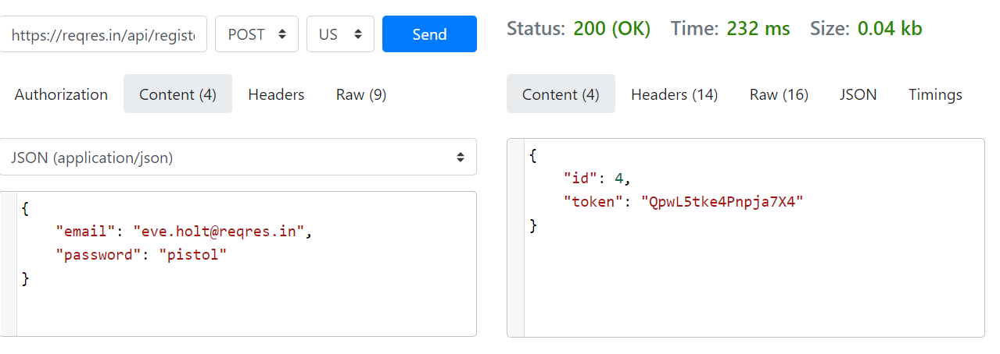 https://reqres.in/api/registe POST US Send
Status: 200 (OK) Time: 232 ms Size: 0.04 kb
Authorization Content (4) Headers Raw (9)
Content (4) Headers (14) Raw (16) JSON Timings
JSON (application/json)
{
    "email": "eve.holt@reqres.in",
    "password": "pistol"
}
{
    "id": 4,
    "token": "QpwL5tke4Pnpja7X4"
}